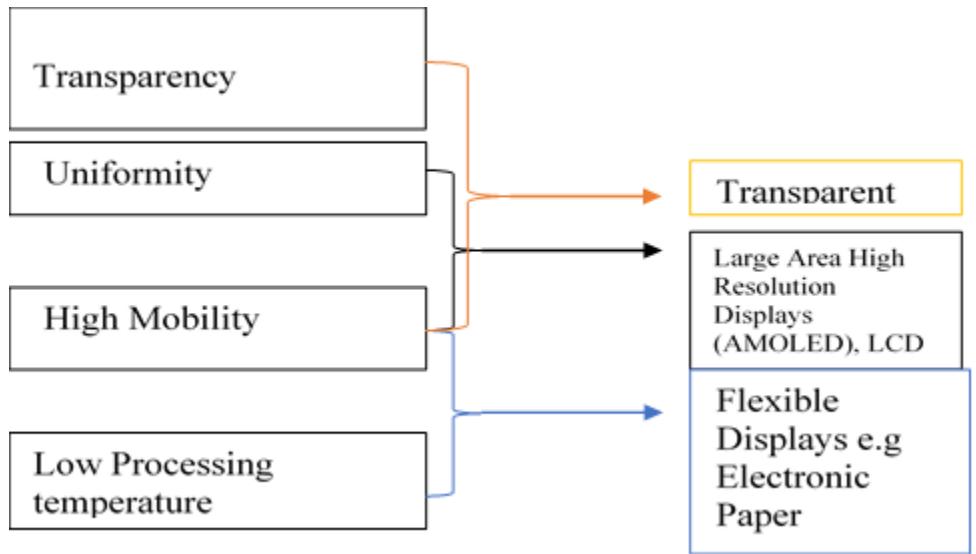 Transparency
Uniformity
High Mobility
Low Processing
temperature
Transparent
Large Area High
Resolution
Displays
(AMOLED), LCD
Flexible
Displays e.g
Electronic
Paper